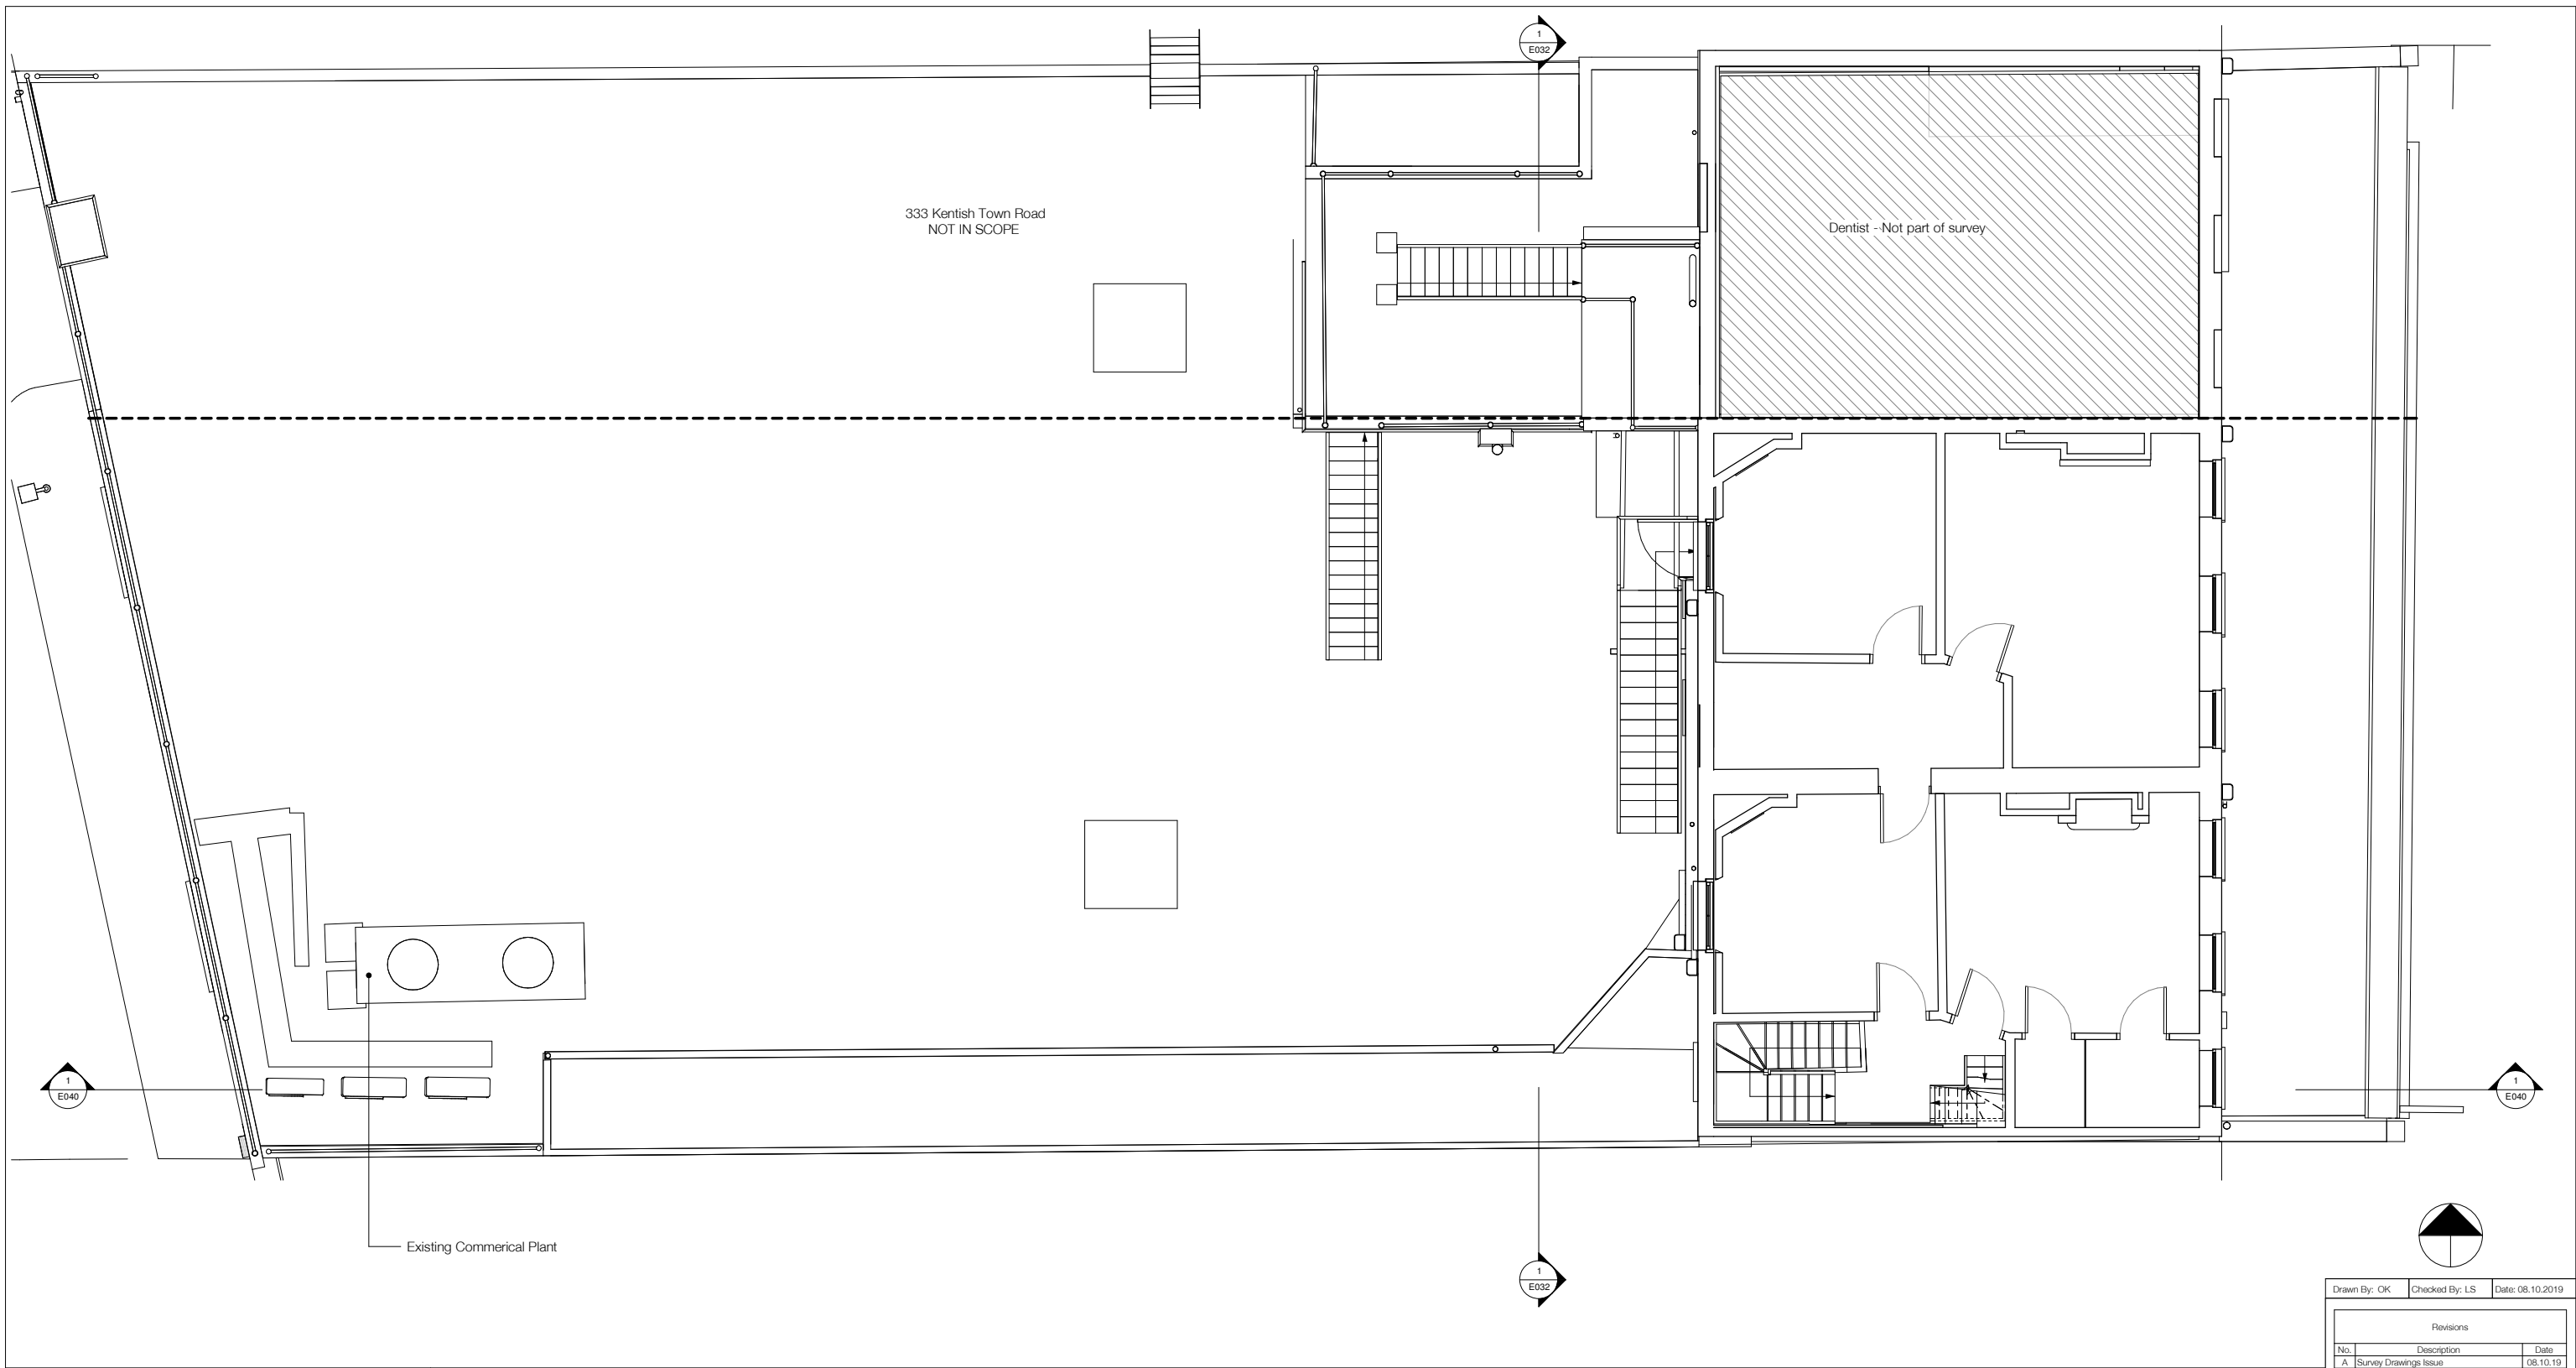 1
E032
333 Kentish Town Road
NOT IN SCOPE
Dentist - Not part of survey
1
E040
1
E040
Existing Commerical Plant
1
E032
Drawn By: OK
Checked By: LS
Date: 08.10.2019
Revisions
No. Description Date
A Survey Drawings Issue 08.10.19